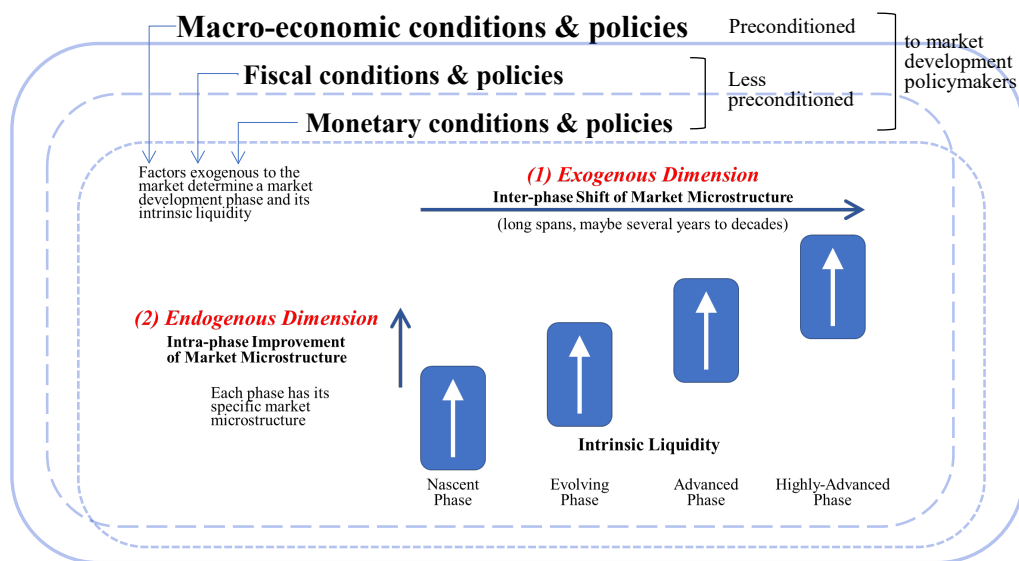 Macro-economic conditions & policies
Preconditioned
to market
development
policymakers
Fiscal conditions & policies
Less
preconditioned
Monetary conditions & policies
Factors exogenous to the
market determine a market
development phase and its
intrinsic liquidity
(1) Exogenous Dimension
Inter-phase Shift of Market Microstructure
(long spans, maybe several years to decades)
(2) Endogenous Dimension
Intra-phase Improvement
of Market Microstructure
Each phase has its
specific market
microstructure
Intrinsic Liquidity
Nascent
Phase
Evolving
Phase
Advanced
Phase
Highly-Advanced
Phase